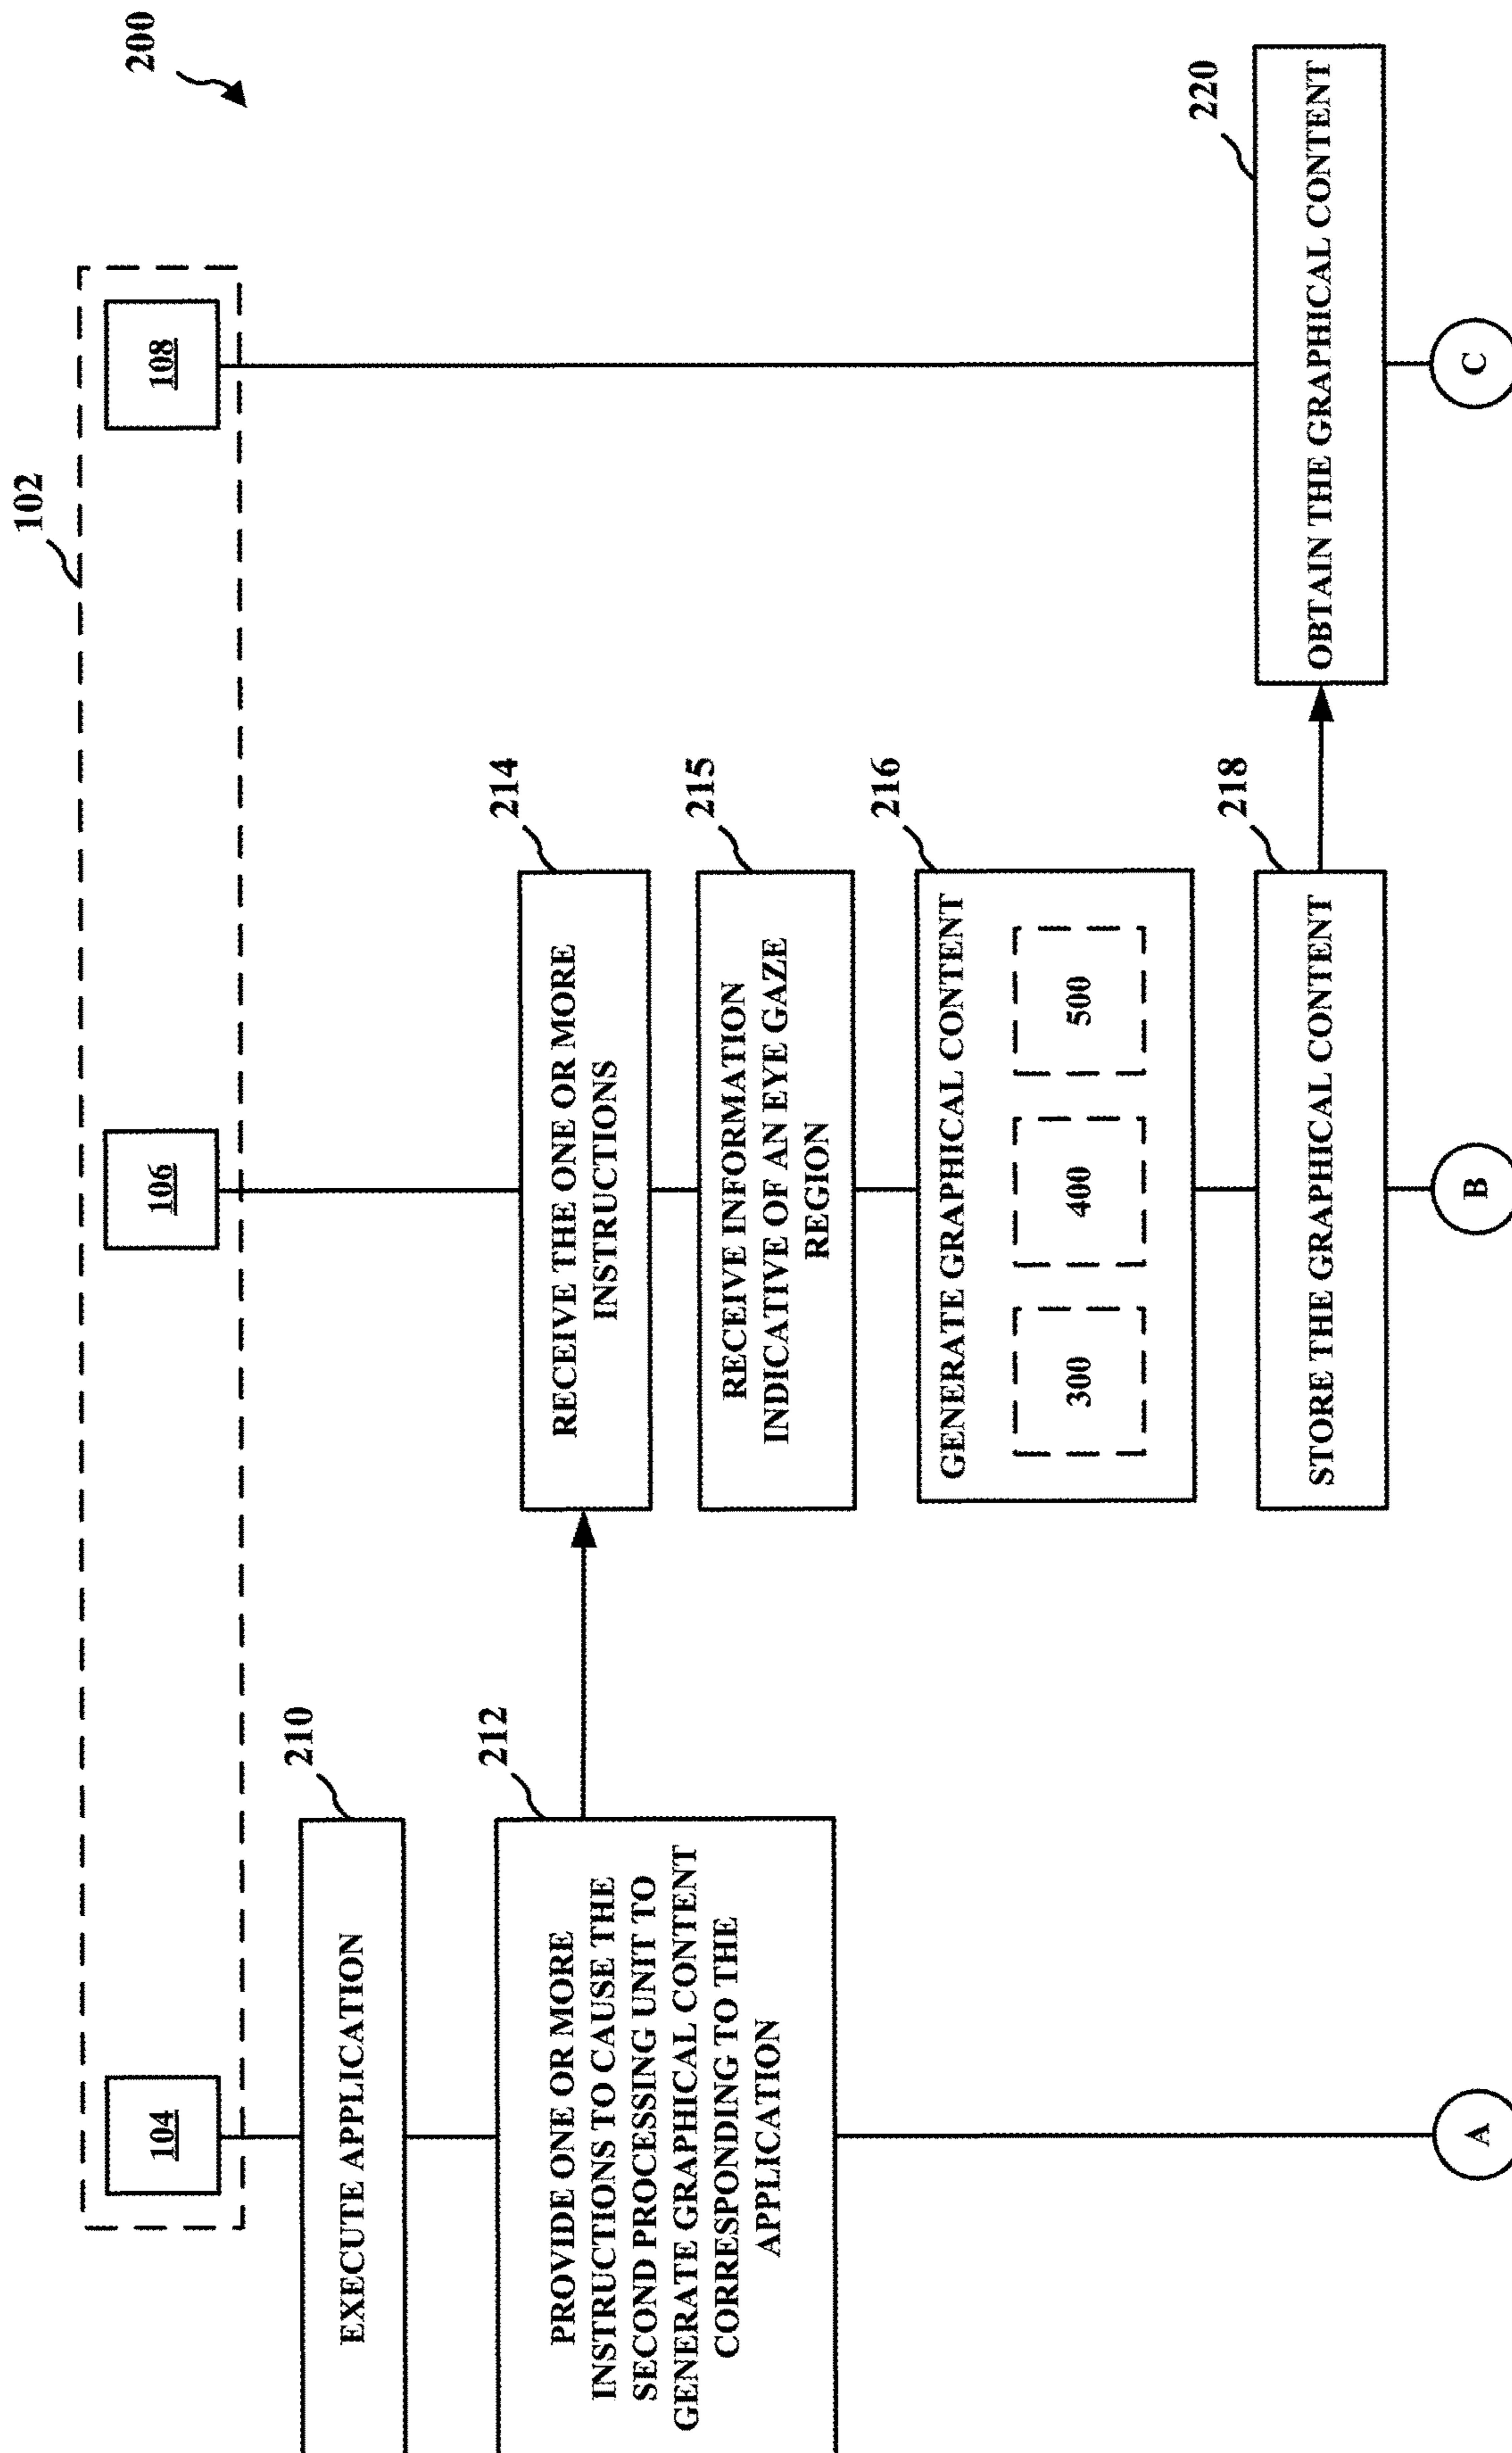 200
102
104
106
108
210
EXECUTE APPLICATION
212
PROVIDE ONE OR MORE
INSTRUCTIONS TO CAUSE THE
SECOND PROCESSING UNIT TO
GENERATE GRAPHICAL CONTENT
CORRESPONDING TO THE
APPLICATION
214
RECEIVE THE ONE OR MORE
INSTRUCTIONS
215
RECEIVE INFORMATION
INDICATIVE OF AN EYE GAZE
REGION
216
GENERATE GRAPHICAL CONTENT
300
400
500
218
STORE THE GRAPHICAL CONTENT
220
OBTAIN THE GRAPHICAL CONTENT
A
B
C